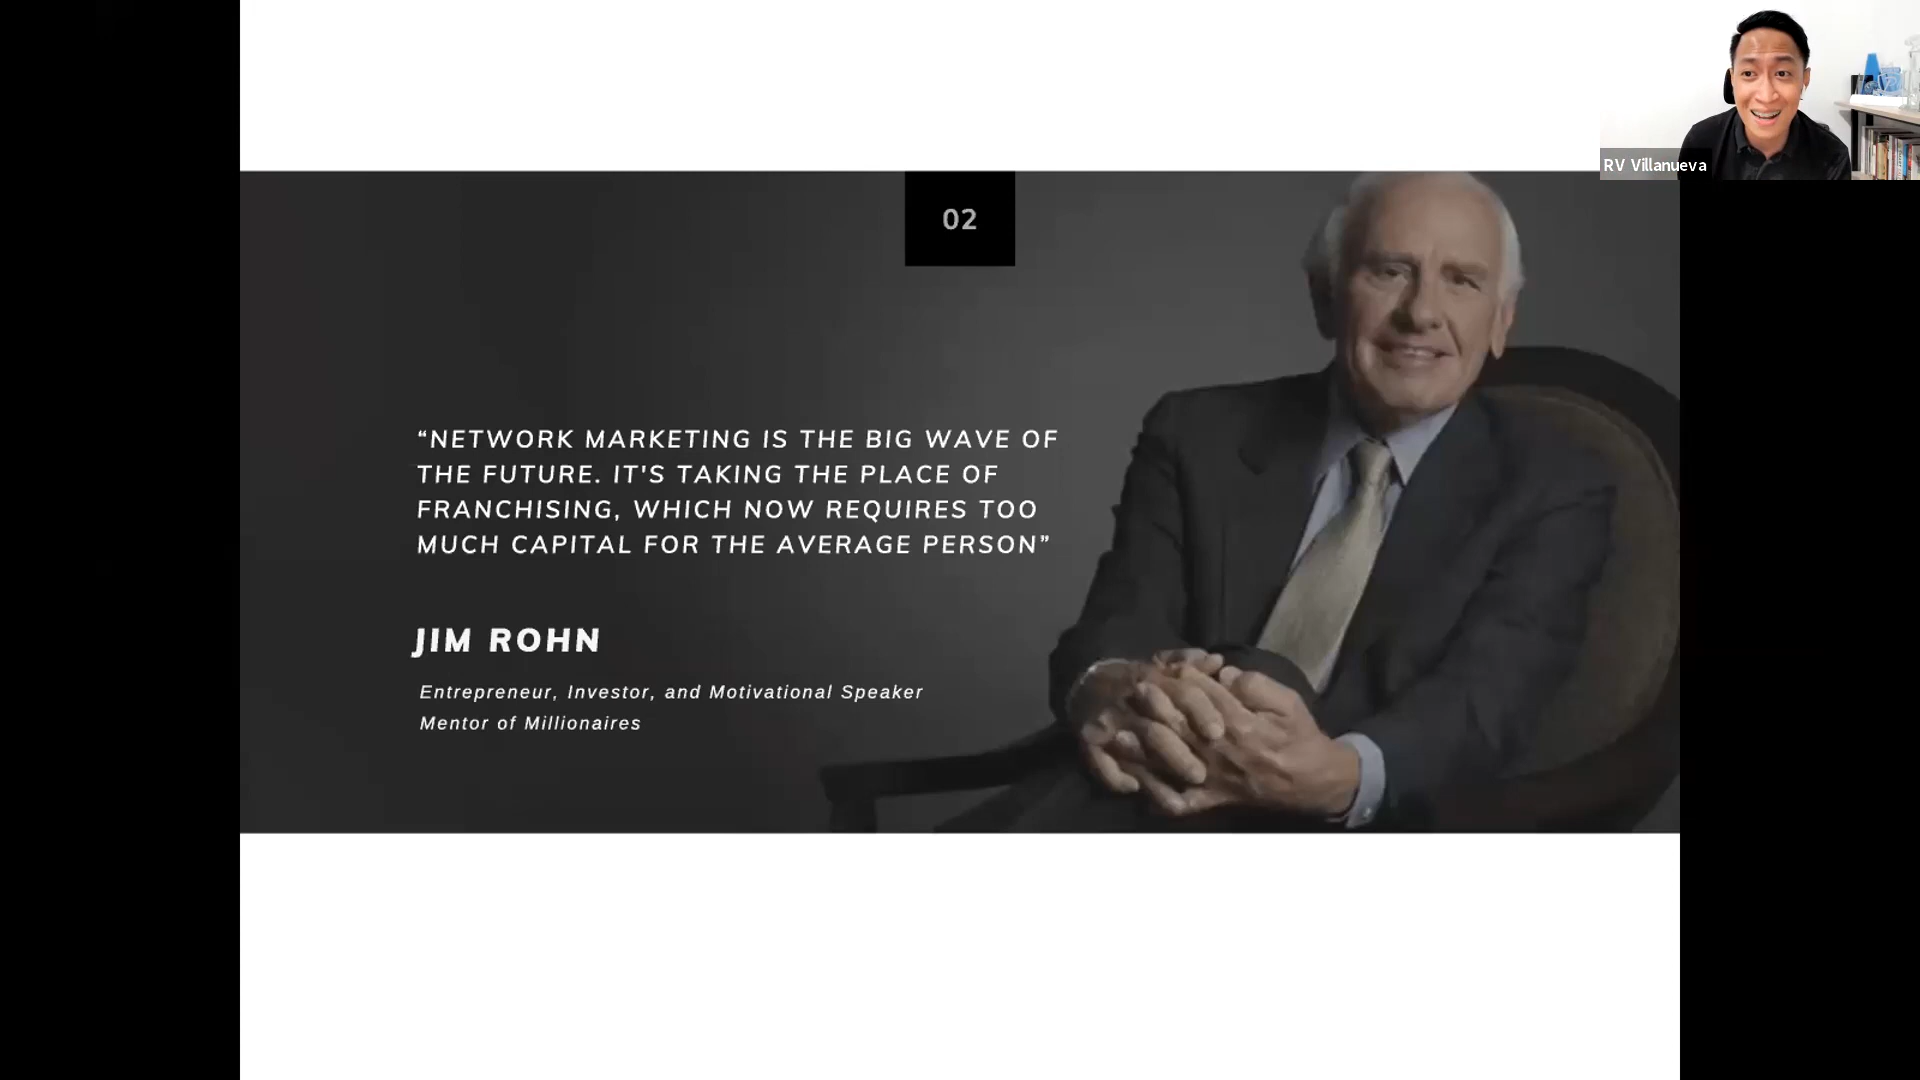 RV Villanueva
02
“NETWORK MARKETING IS THE BIG WAVE OF
THE FUTURE. IT'S TAKING THE PLACE OF
FRANCHISING, WHICH NOW REQUIRES TOO
MUCH CAPITAL FOR THE AVERAGE PERSON”
JIM ROHN
Entrepreneur, Investor, and Motivational Speaker
Mentor of Millionaires